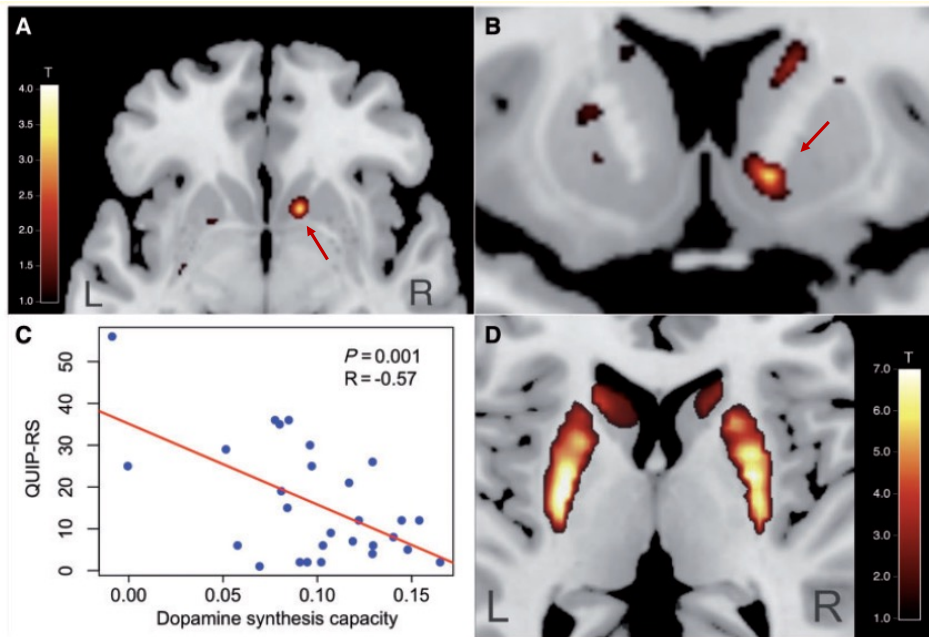 A
T
4.0
3.5
3.0
2.5
2.0
1.5
1.0
L
R
B
C
P = 0.001
R = -0.57
QUIP-RS
50
40
30
20
10
0
0.00 0.05 0.10 0.15
Dopamine synthesis capacity
D
T
7.0
6.0
5.0
4.0
3.0
2.0
1.0
L
R